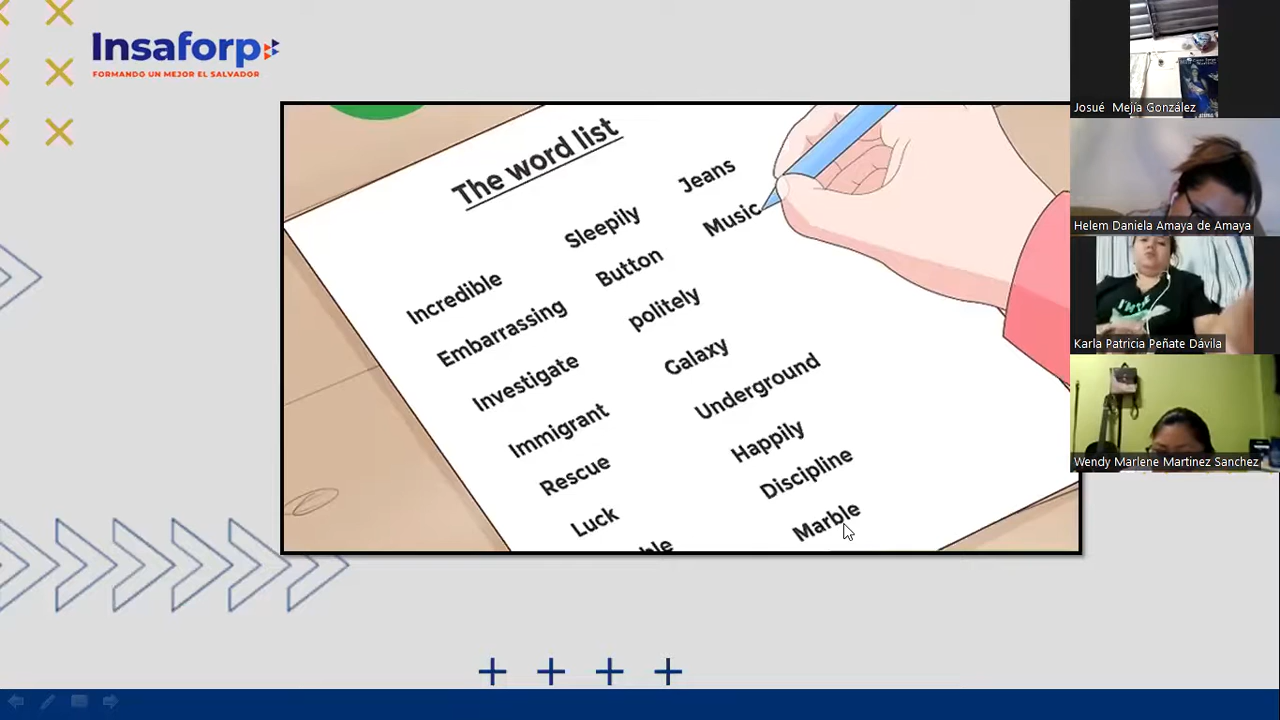 Insaforp
FORMANDO UN MEJOR EL SALVADOR
The word list
Incredible
Embarrassing
Investigate
Immigrant
Rescue
Luck
Sleepily
Button
politely
Galaxy
Underground
Happily
Discipline
Marble
Jeans
Music
Josué Mejía González
Helem Daniela Amaya de Amaya
Karla Patricia Peñate Dávila
Wendy Marlene Martinez Sanchez